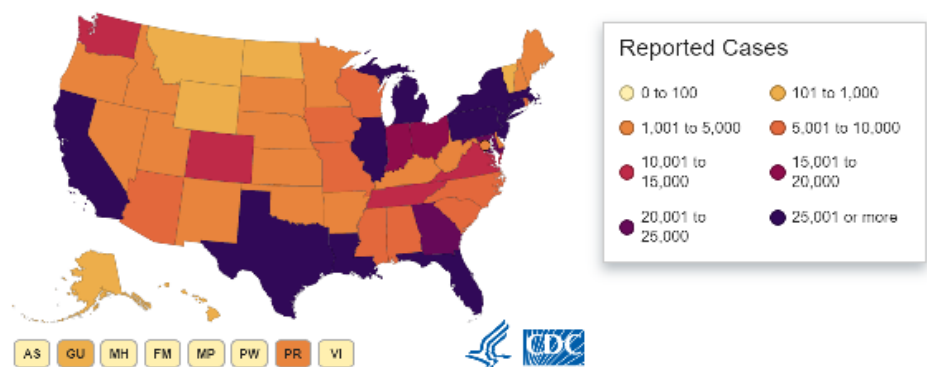 Reported Cases
0 to 100
101 to 1,000
1,001 to 5,000
5,001 to 10,000
10,001 to
15,000
15,001 to
20,000
20,001 to
25,000
25,001 or more
AS GU MH FM MP PW PR VI
CDC